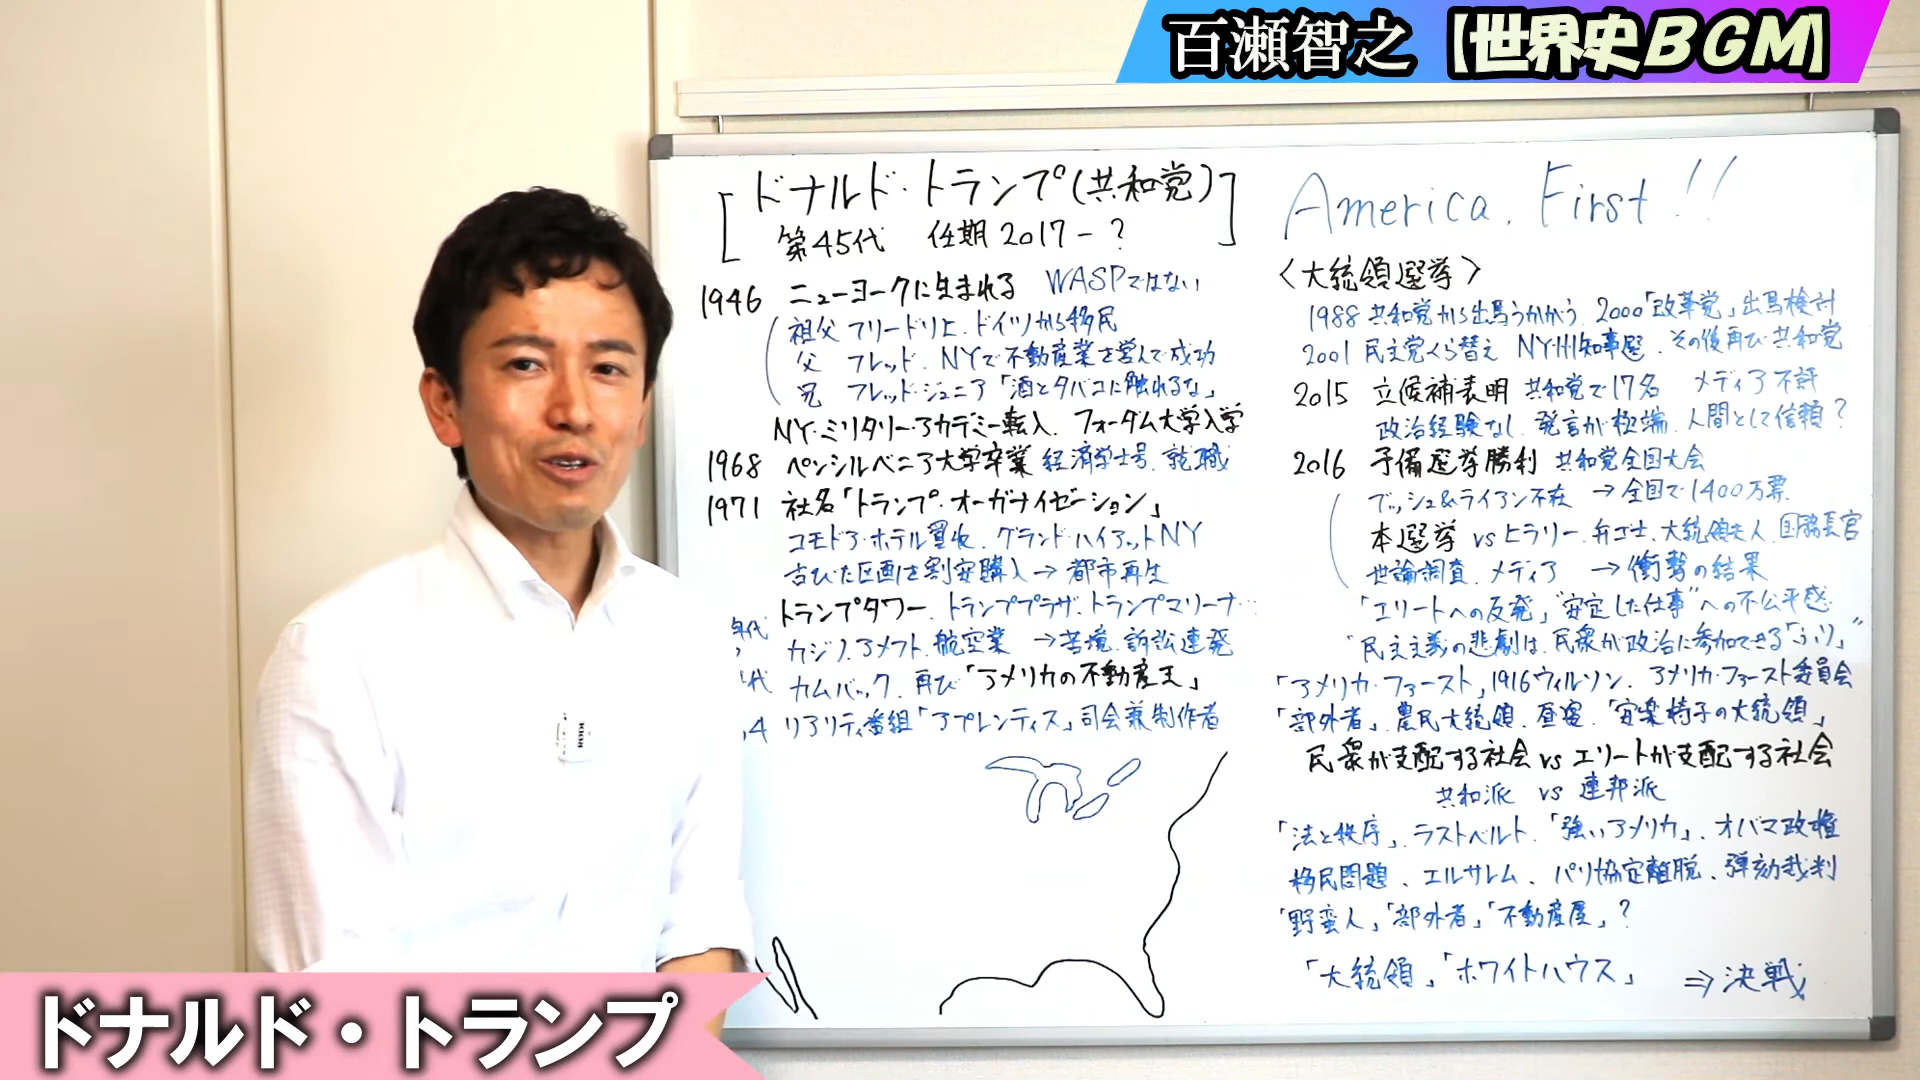 百瀬智之【世界史BGM】
[ドナルド・トランプ(共和党)
第45代 任期2017-?]
1946 ニューヨークに生まれる WASPではない
祖父 フリードリヒ.ドイツから移民
父 フレッド.NYで不動産業を営んで成功
兄 フレッド・ジュニア「酒とタバコに触れるな」
NY・ミリタリー・アカデミー転入.フォーダム大学入学
1968 ペンシルベニア大学卒業 経済学士号.就職
1971 社名「トランプ・オーガナイゼーション」
コモドア・ホテル買収.グランド・ハイアットNY
古びた区画を割安購入→都市再生
トランプタワー.トランププラザ.トランプマリーナ…
年代 カジノ.アメフト.航空業 →苦境.訴訟連発
代 カムバック.再び「アメリカの不動産王」
4 リアリティ番組「アプレンティス」司会兼制作者
America First!!
〈大統領選挙〉
1988 共和党から出馬うかがう 2000「改革党」出馬検討
2001 民主党くら替え NY州知事選.その後再び共和党
2015 立候補表明 共和党で17名 メディア不評
政治経験なし.発言が極端.人間として信頼?
2016 予備選挙勝利 共和党全国大会
ブッシュ&ライアン不在 →全国で1400万票
本選挙 vsヒラリー.弁護士.大統領夫人.国務長官
世論調査.メディア →衝撃の結果
「エリートへの反発」"安定した仕事"への不公平感
"民主主義の悲劇は.民衆が政治に参加できる「ふり」"
「アメリカ・ファースト」1916ウィルソン.アメリカ・ファースト委員会
「部外者」.農民大統領.昼寝.「安楽椅子の大統領」
民衆が支配する社会vsエリートが支配する社会
共和派 vs 連邦派
「法と秩序」.ラストベルト.「強いアメリカ」.オバマ政権
移民問題.エルサレム.パリ協定離脱.弾劾裁判
「野蛮人」「部外者」「不動産屋」?
「大統領」「ホワイトハウス」 ⇒決戦
ドナルド・トランプ